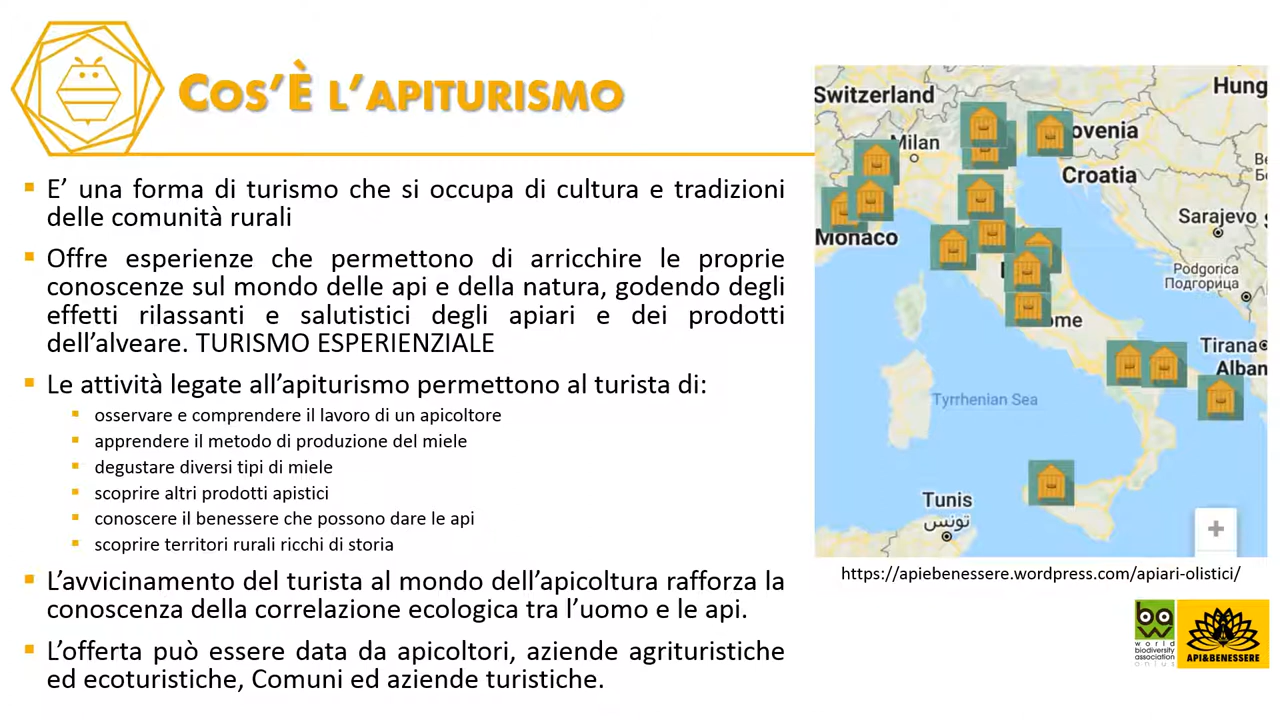 Cos'È l'apiturismo
E' una forma di turismo che si occupa di cultura e tradizioni
delle comunità rurali
Offre esperienze che permettono di arricchire le proprie
conoscenze sul mondo delle api e della natura, godendo degli
effetti rilassanti e salutistici degli apiari e dei prodotti
dell'alveare. TURISMO ESPERIENZIALE
Le attività legate all'apiturismo permettono al turista di:
osservare e comprendere il lavoro di un apicoltore
apprendere il metodo di produzione del miele
degustare diversi tipi di miele
scoprire altri prodotti apistici
conoscere il benessere che possono dare le api
scoprire territori rurali ricchi di storia
L'avvicinamento del turista al mondo dell'apicoltura rafforza la
conoscenza della correlazione ecologica tra l'uomo e le api.
L'offerta può essere data da apicoltori, aziende agrituristiche
ed ecoturistiche, Comuni ed aziende turistiche.
Switzerland
Hung
Milan
ovenia
Croatia
Sarajevo
Monaco
Podgorica
Подгорица
ome
Tirana
Alban
Tyrrhenian Sea
Tunis
تونس
+
https://apiebenessere.wordpress.com/apiari-olistici/
baw
world
biodiversity
association
onlus
API&BENESSERE